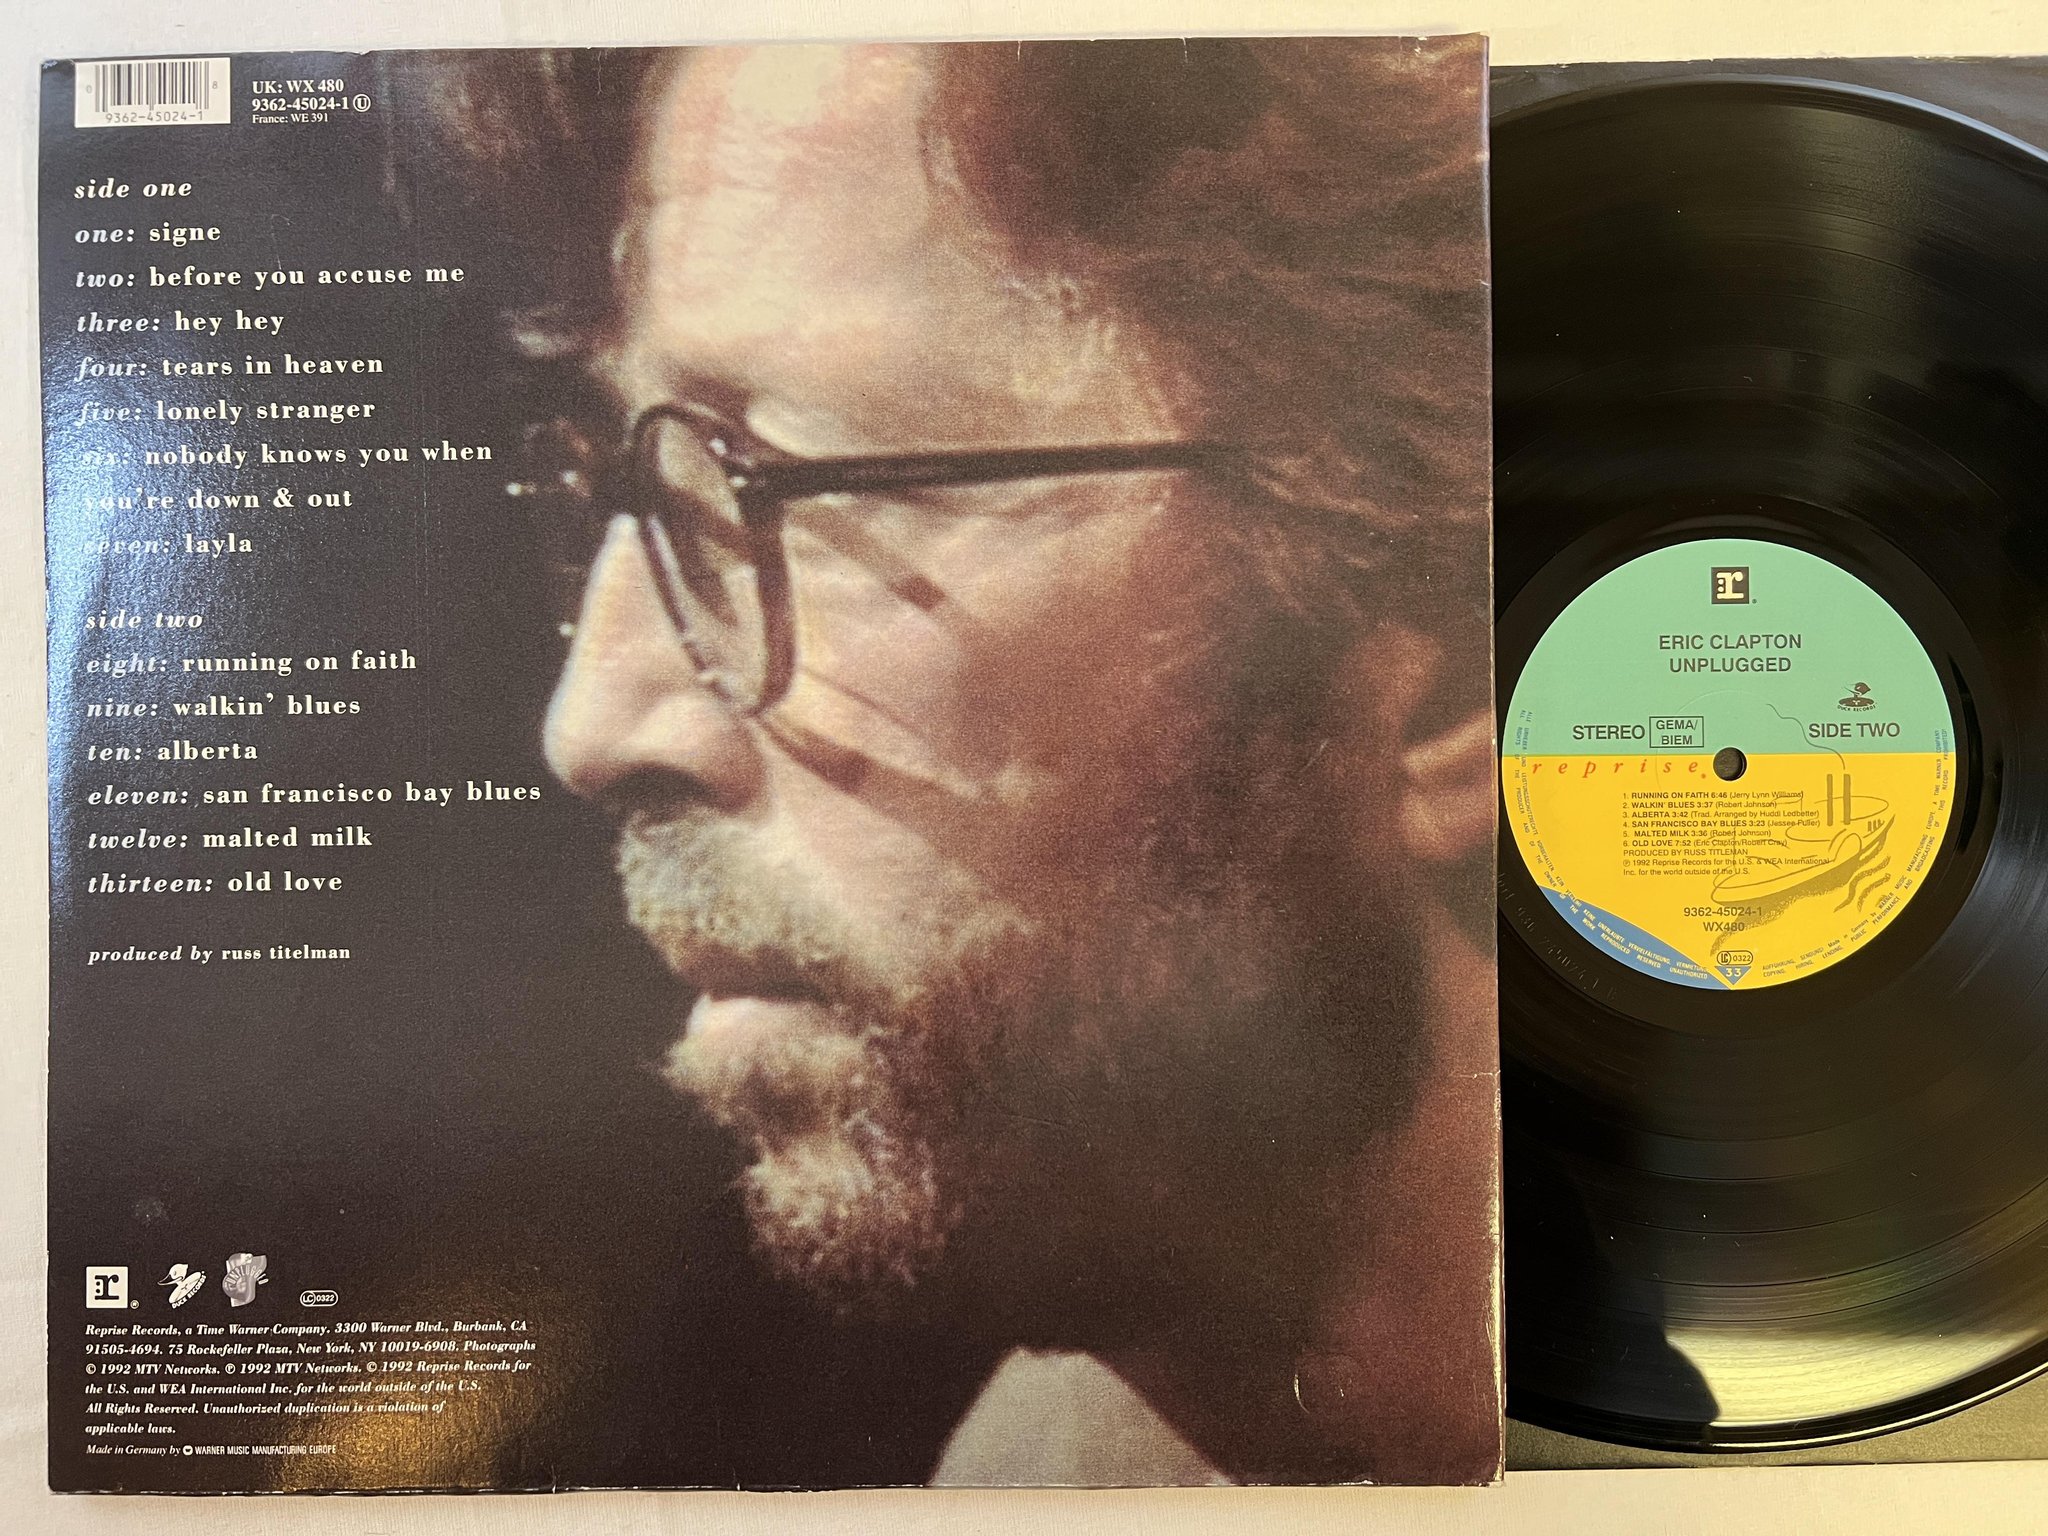 0 8
9362-45024-1
UK: WX 480
9362-45024-1 Ⓤ
France: WE 391
side one
one: signe
two: before you accuse me
three: hey hey
four: tears in heaven
five: lonely stranger
six: nobody knows you when
you're down & out
seven: layla
side two
eight: running on faith
nine: walkin' blues
ten: alberta
eleven: san francisco bay blues
twelve: malted milk
thirteen: old love
produced by russ titelman
r ®
DUCK RECORDS
UNPLUGGED
LC 0322
Reprise Records, a Time Warner Company. 3300 Warner Blvd., Burbank, CA
91505-4694. 75 Rockefeller Plaza, New York, NY 10019-6908. Photographs
© 1992 MTV Networks. ℗ 1992 MTV Networks. © 1992 Reprise Records for
the U.S. and WEA International Inc. for the world outside of the U.S.
All Rights Reserved. Unauthorized duplication is a violation of
applicable laws.
Made in Germany by WARNER MUSIC MANUFACTURING EUROPE
r ®
ERIC CLAPTON
UNPLUGGED
DUCK RECORDS
STEREO GEMA/ SIDE TWO
BIEM
reprise
1. RUNNING ON FAITH 6:46 (Jerry Lynn Williams)
2. WALKIN' BLUES 3:37 (Robert Johnson)
3. ALBERTA 3:42 (Trad. Arranged by Huddi Ledbetter)
4. SAN FRANCISCO BAY BLUES 3:23 (Jessee Fuller)
5. MALTED MILK 3:36 (Robert Johnson)
6. OLD LOVE 7:52 (Eric Clapton/Robert Cray)
PRODUCED BY RUSS TITLEMAN
℗ 1992 Reprise Records for the U.S. & WEA International
Inc. for the world outside of the U.S.
9362-45024-1
WX480
LC 0322
33